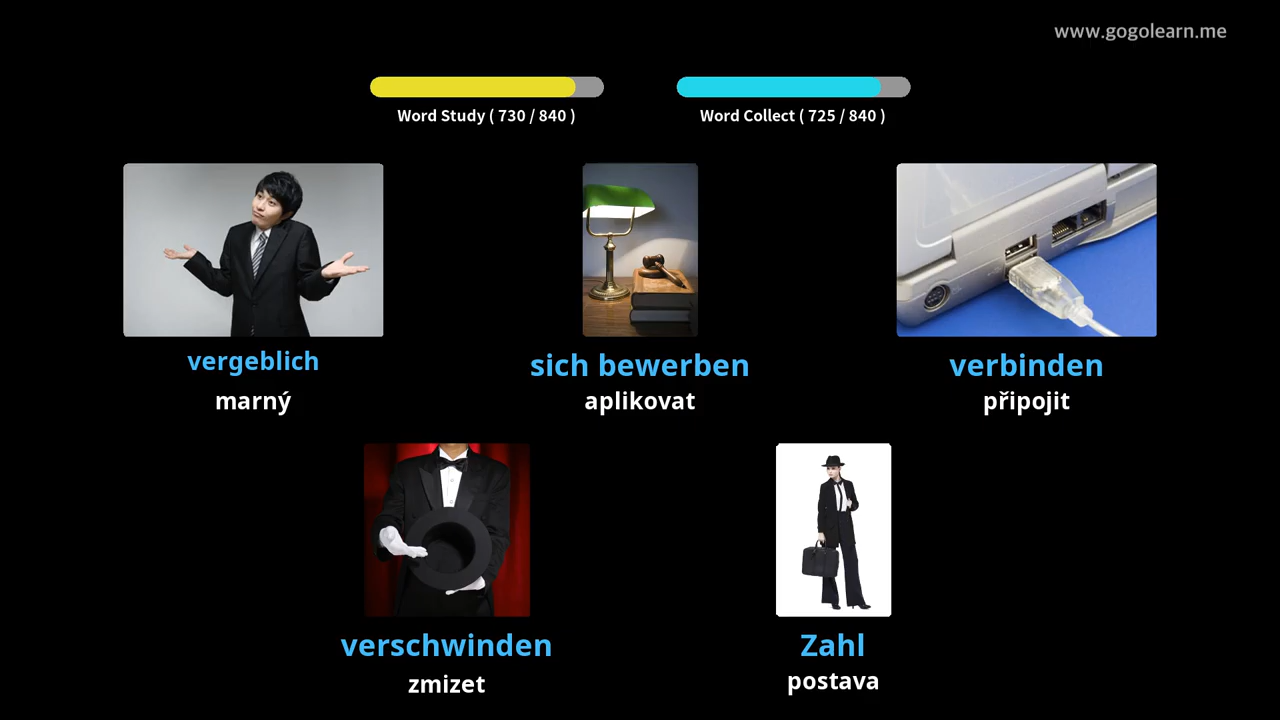 www.gogolearn.me
Word Study ( 730 / 840 )
Word Collect ( 725 / 840 )
vergeblich
marný
sich bewerben
aplikovat
verbinden
připojit
verschwinden
zmizet
Zahl
postava